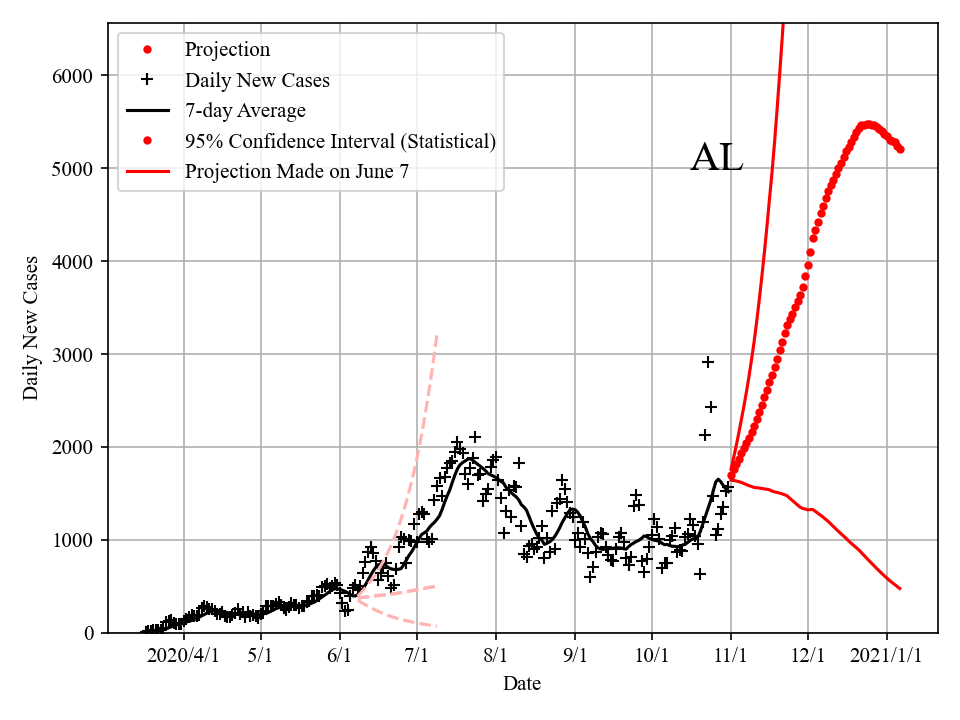 Projection
Daily New Cases
7-day Average
95% Confidence Interval (Statistical)
Projection Made on June 7
AL
6000
5000
4000
3000
2000
1000
0
Daily New Cases
2020/4/1 5/1 6/1 7/1 8/1 9/1 10/1 11/1 12/1 2021/1/1
Date